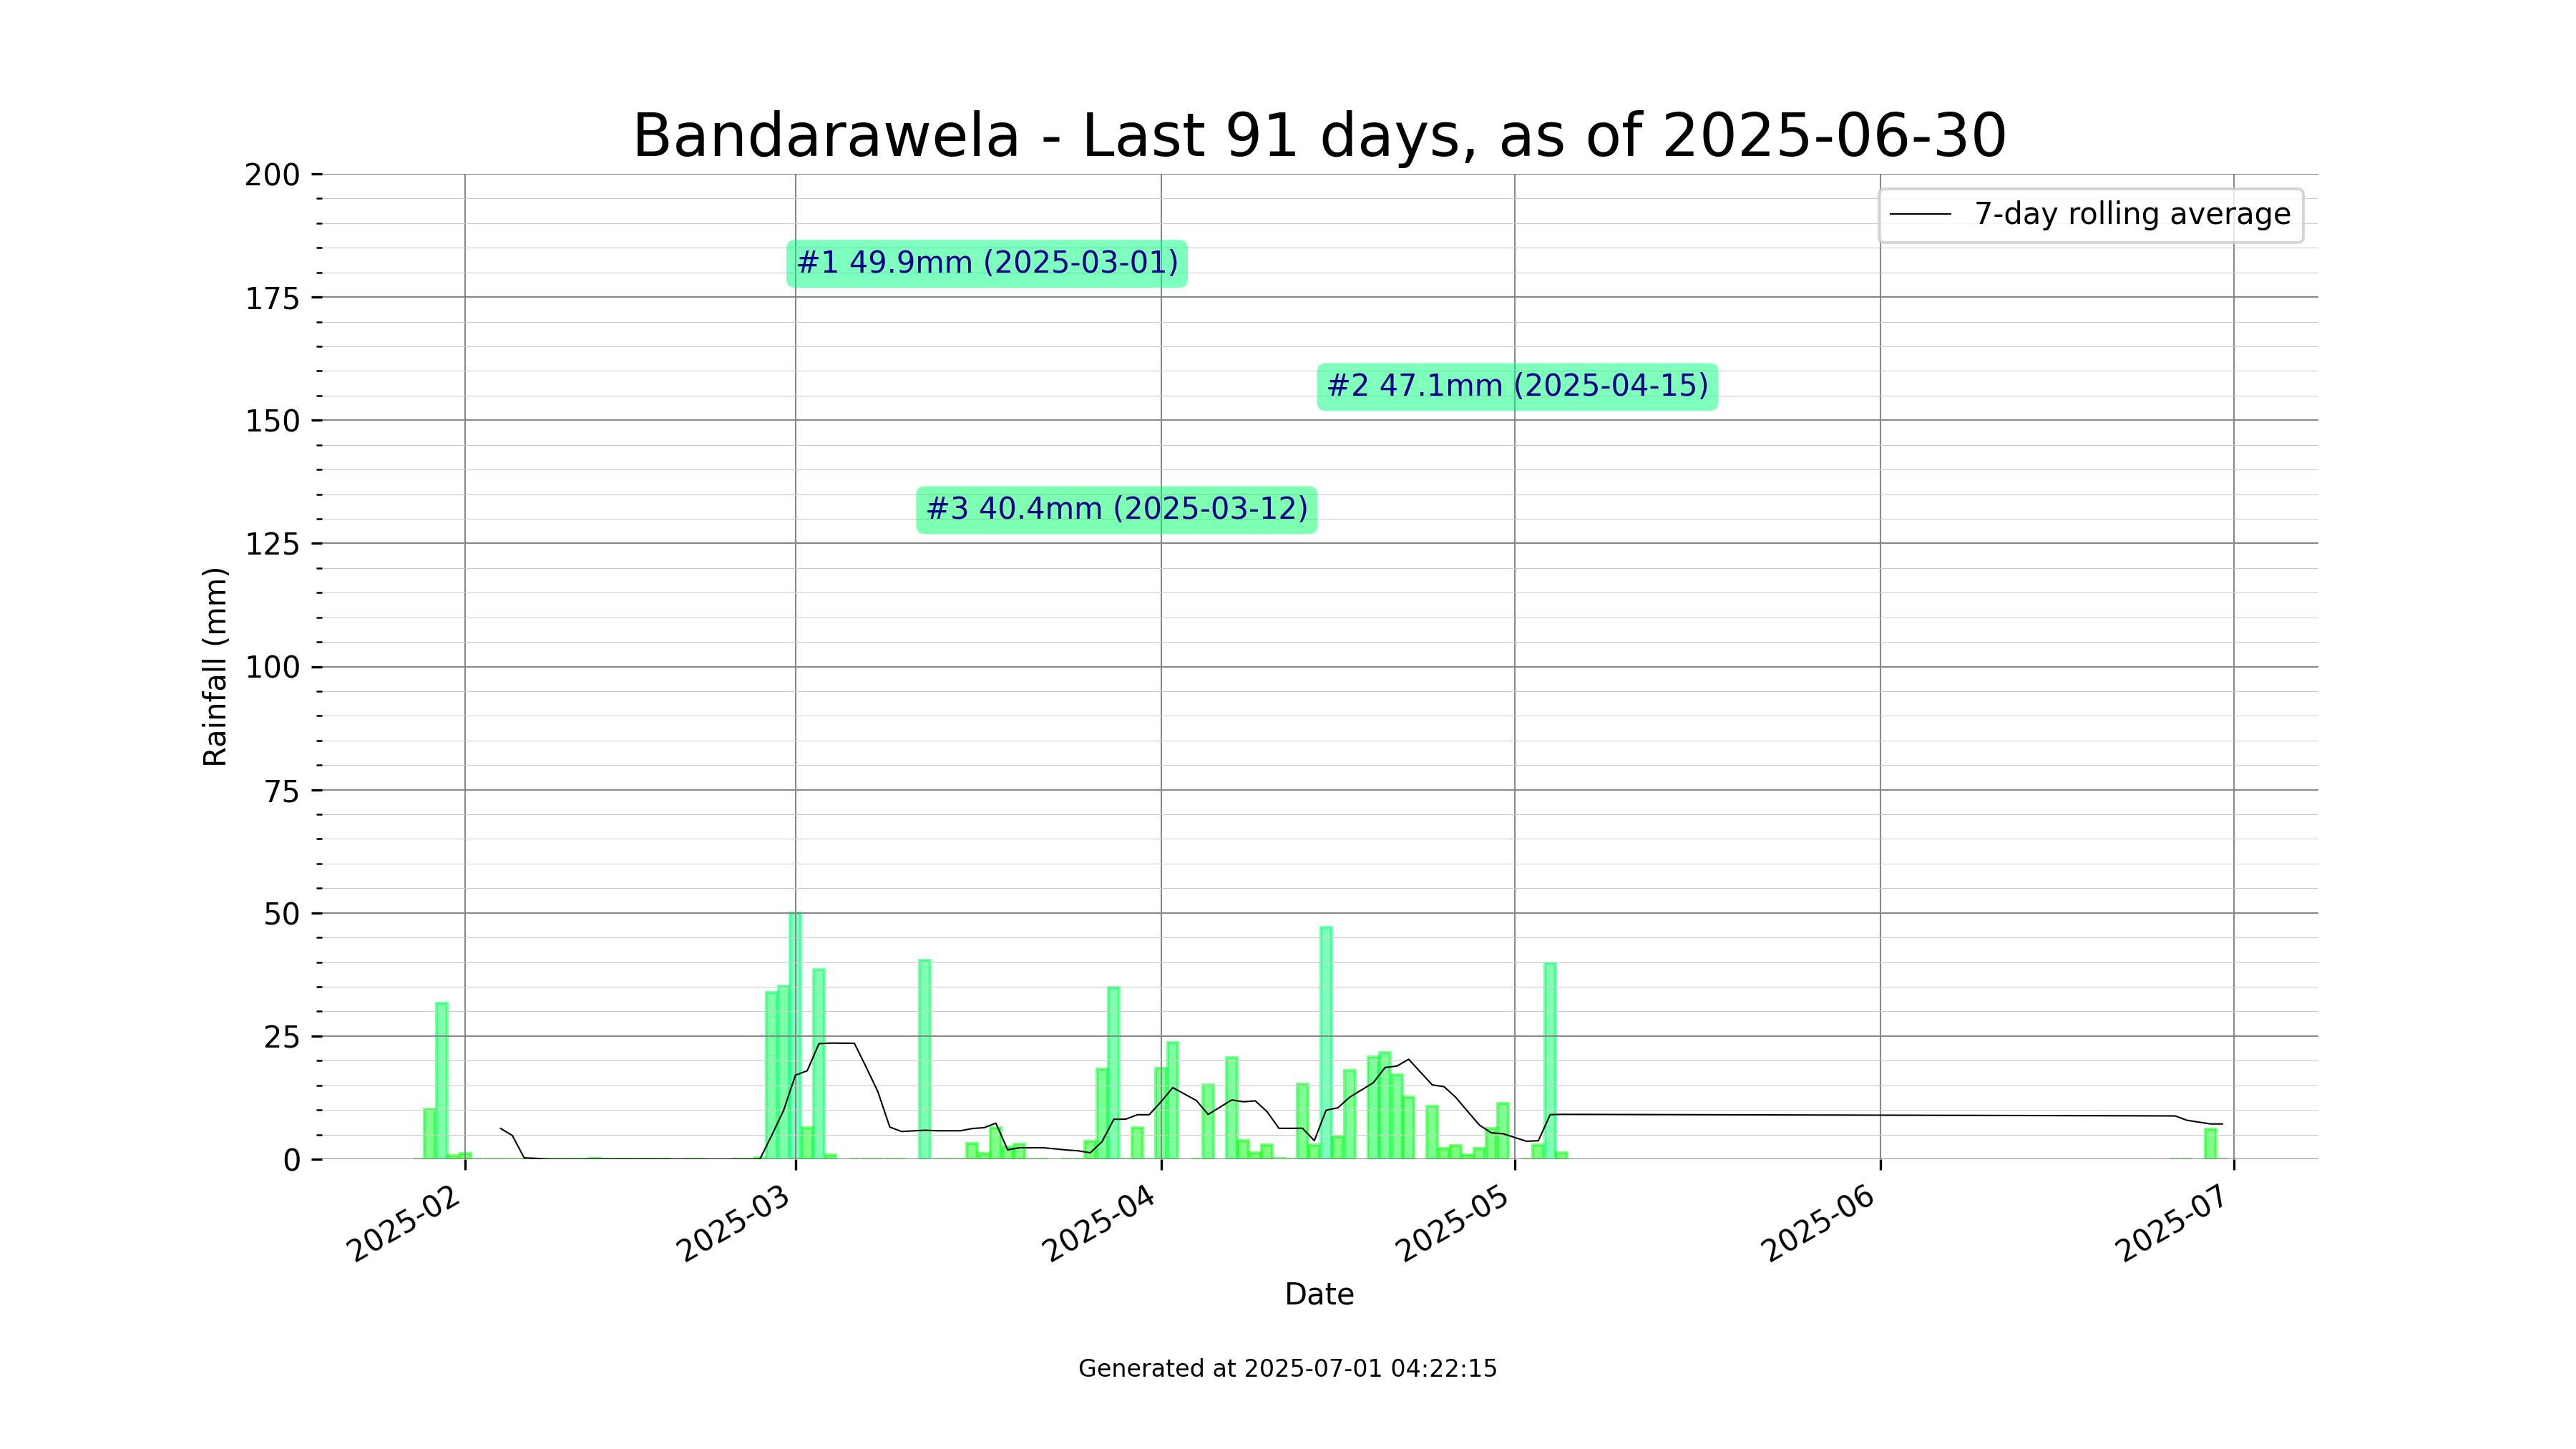 Bandarawela - Last 91 days, as of 2025-06-30
200
175
150
125
100
75
50
25
0
Rainfall (mm)
7-day rolling average
#1 49.9mm (2025-03-01)
#2 47.1mm (2025-04-15)
#3 40.4mm (2025-03-12)
2025-02
2025-03
2025-04
2025-05
2025-06
2025-07
Date
Generated at 2025-07-01 04:22:15